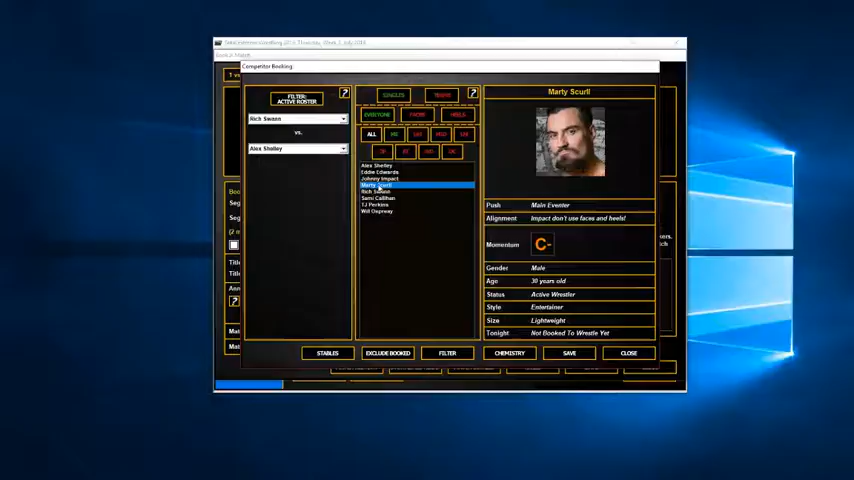 Competitor Booking
FILTER:
ACTIVE ROSTER
?
Rich Swann
vs.
Alex Shelley
SINGLES
?
EVERYONE
HEELS
ALL
Alex Shelley
Eddie Edwards
Johnny Impact
Marty Scurll
Rich Swann
Sami Callihan
TJ Perkins
Will Ospreay
Marty Scurll
Push Main Eventer
Alignment Impact don't use faces and heels!
Momentum C-
Gender Male
Age 30 years old
Status Active Wrestler
Style Entertainer
Size Lightweight
Tonight Not Booked To Wrestle Yet
STABLES
EXCLUDE BOOKED
FILTER
CHEMISTRY
SAVE
CLOSE